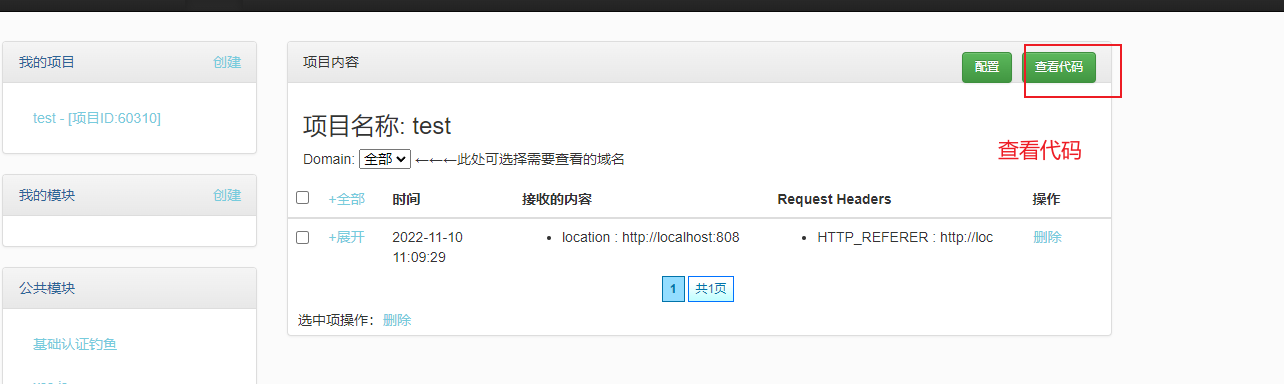 我的项目 创建
test - [项目ID:60310]
我的模块 创建
公共模块
基础认证钓鱼
项目内容 配置 查看代码
项目名称: test
查看代码
Domain: 全部 ←←←此处可选择需要查看的域名
+全部 时间 接收的内容 Request Headers 操作
+展开 2022-11-10 location : http://localhost:808 HTTP_REFERER : http://loc 删除
11:09:29
1 共1页
选中项操作：删除